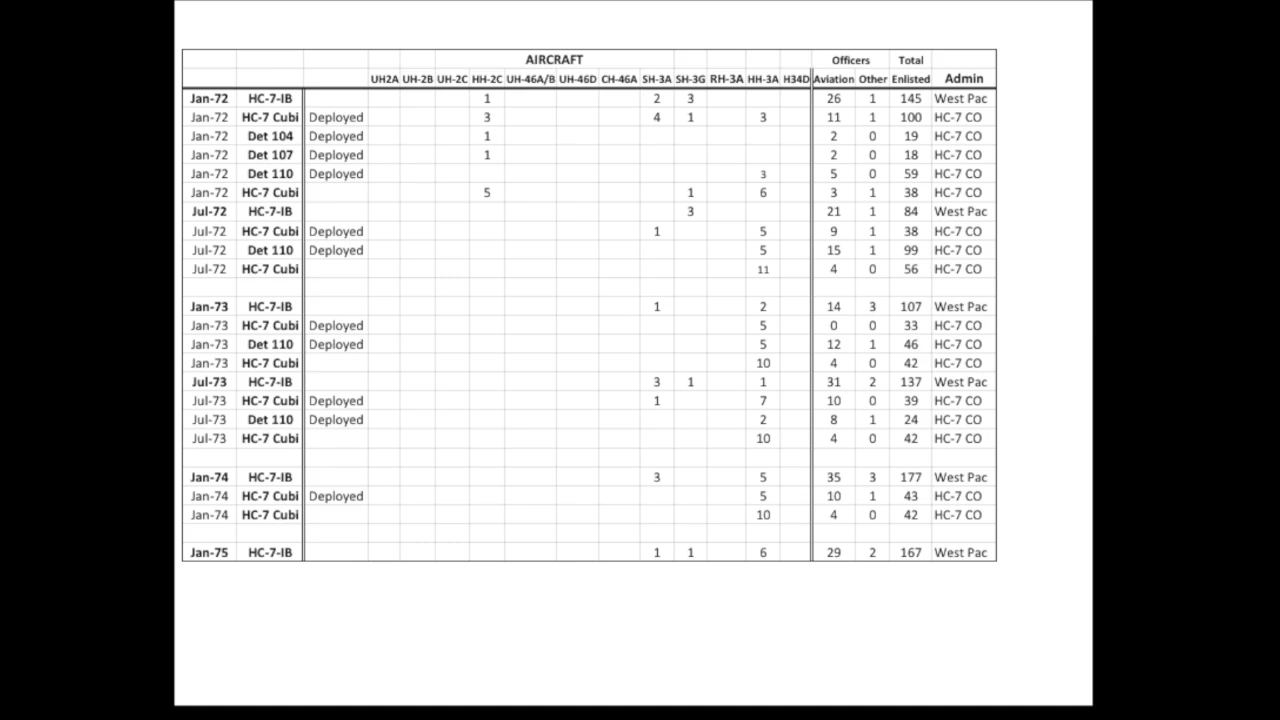 AIRCRAFT Officers Total
UH2A UH-2B UH-2C HH-2C UH-46A/B UH-46D CH-46A SH-3A SH-3G RH-3A HH-3A H34D Aviation Other Enlisted Admin
Jan-72 HC-7-IB 1 2 3 26 1 145 West Pac
Jan-72 HC-7 Cubi Deployed 3 4 1 3 11 1 100 HC-7 CO
Jan-72 Det 104 Deployed 1 2 0 19 HC-7 CO
Jan-72 Det 107 Deployed 1 2 0 18 HC-7 CO
Jan-72 Det 110 Deployed 3 5 0 59 HC-7 CO
Jan-72 HC-7 Cubi 5 1 6 3 1 38 HC-7 CO
Jul-72 HC-7-IB 3 21 1 84 West Pac
Jul-72 HC-7 Cubi Deployed 1 5 9 1 38 HC-7 CO
Jul-72 Det 110 Deployed 5 15 1 99 HC-7 CO
Jul-72 HC-7 Cubi 11 4 0 56 HC-7 CO
Jan-73 HC-7-IB 1 2 14 3 107 West Pac
Jan-73 HC-7 Cubi Deployed 5 0 0 33 HC-7 CO
Jan-73 Det 110 Deployed 5 12 1 46 HC-7 CO
Jan-73 HC-7 Cubi 10 4 0 42 HC-7 CO
Jul-73 HC-7-IB 3 1 1 31 2 137 West Pac
Jul-73 HC-7 Cubi Deployed 1 7 10 0 39 HC-7 CO
Jul-73 Det 110 Deployed 2 8 1 24 HC-7 CO
Jul-73 HC-7 Cubi 10 4 0 42 HC-7 CO
Jan-74 HC-7-IB 3 5 35 3 177 West Pac
Jan-74 HC-7 Cubi Deployed 5 10 1 43 HC-7 CO
Jan-74 HC-7 Cubi 10 4 0 42 HC-7 CO
Jan-75 HC-7-IB 1 1 6 29 2 167 West Pac